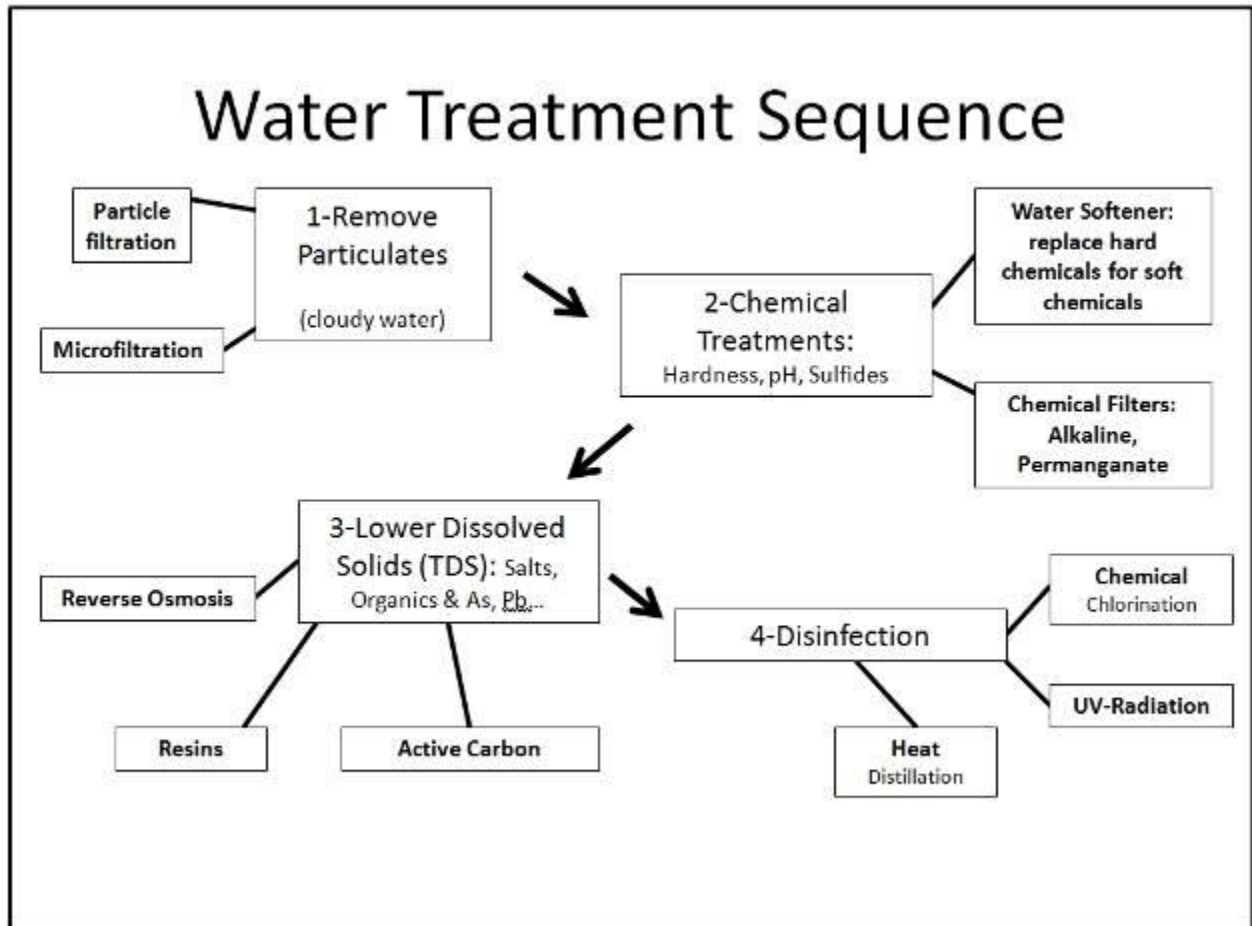 Water Treatment Sequence
Particle
filtration
1-Remove
Particulates
(cloudy water)
Microfiltration
2-Chemical
Treatments:
Hardness, pH, Sulfides
Water Softener:
replace hard
chemicals for soft
chemicals
Chemical Filters:
Alkaline,
Permanganate
3-Lower Dissolved
Solids (TDS): Salts,
Organics & As, Pb...
Reverse Osmosis
Resins
Active Carbon
4-Disinfection
Chemical
Chlorination
UV-Radiation
Heat
Distillation